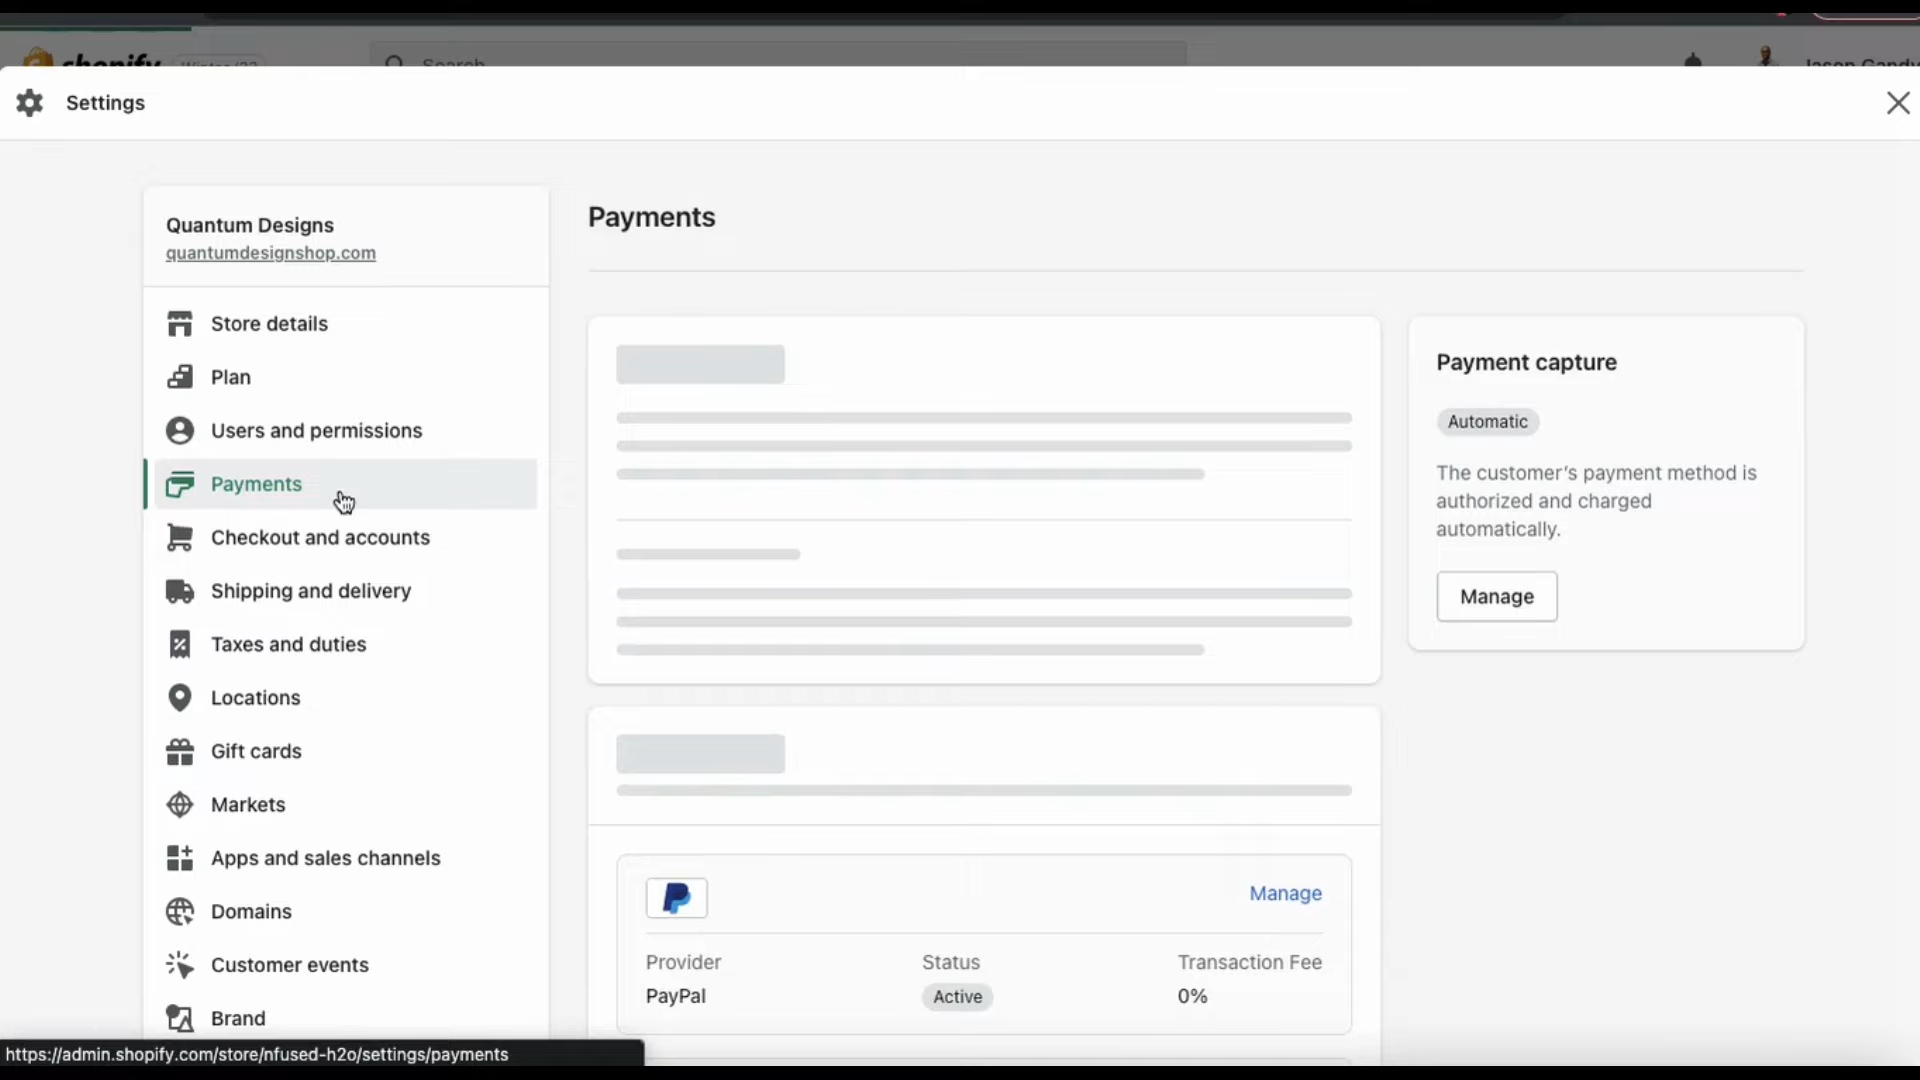 shopify
Search
Settings
Quantum Designs
quantumdesignshop.com
Store details
Plan
Users and permissions
Payments
Checkout and accounts
Shipping and delivery
Taxes and duties
Locations
Gift cards
Markets
Apps and sales channels
Domains
Customer events
Brand
https://admin.shopify.com/store/nfused-h2o/settings/payments
Payments
Manage
Provider
Status
Transaction Fee
PayPal
Active
0%
Payment capture
Automatic
The customer’s payment method is
authorized and charged
automatically.
Manage